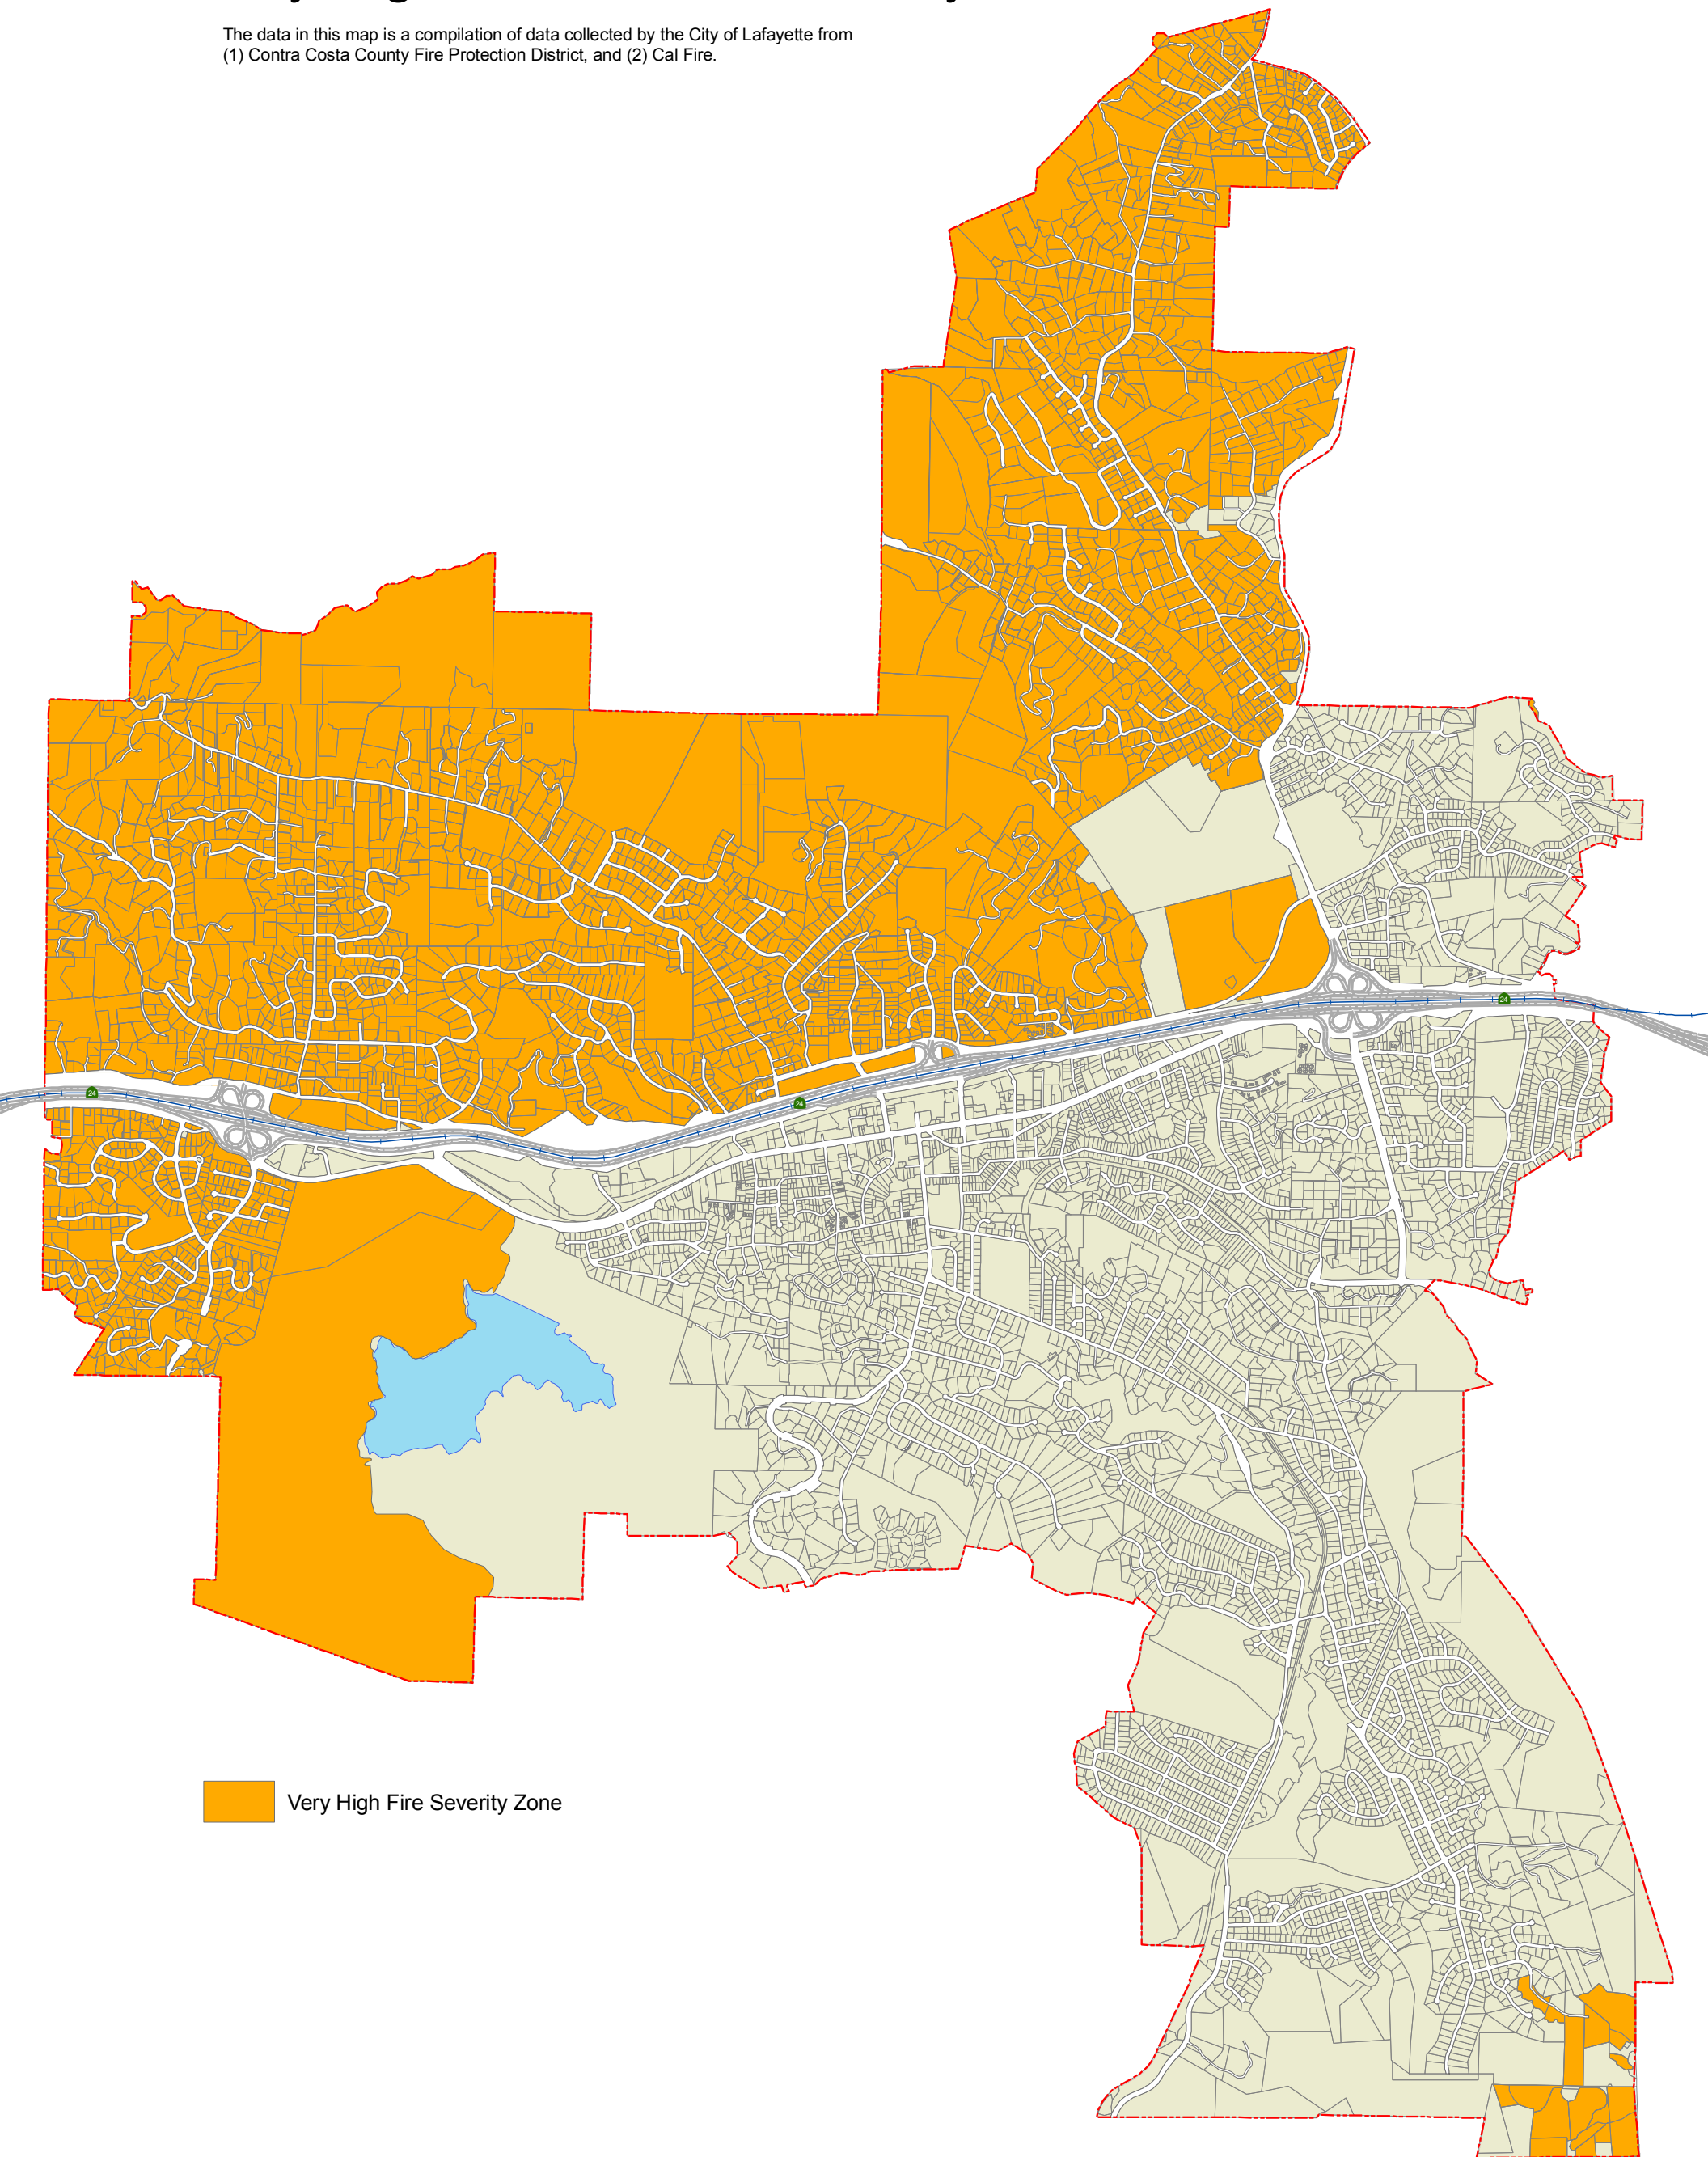 The data in this map is a compilation of data collected by the City of Lafayette from
(1) Contra Costa County Fire Protection District, and (2) Cal Fire.
24
24
24
Very High Fire Severity Zone